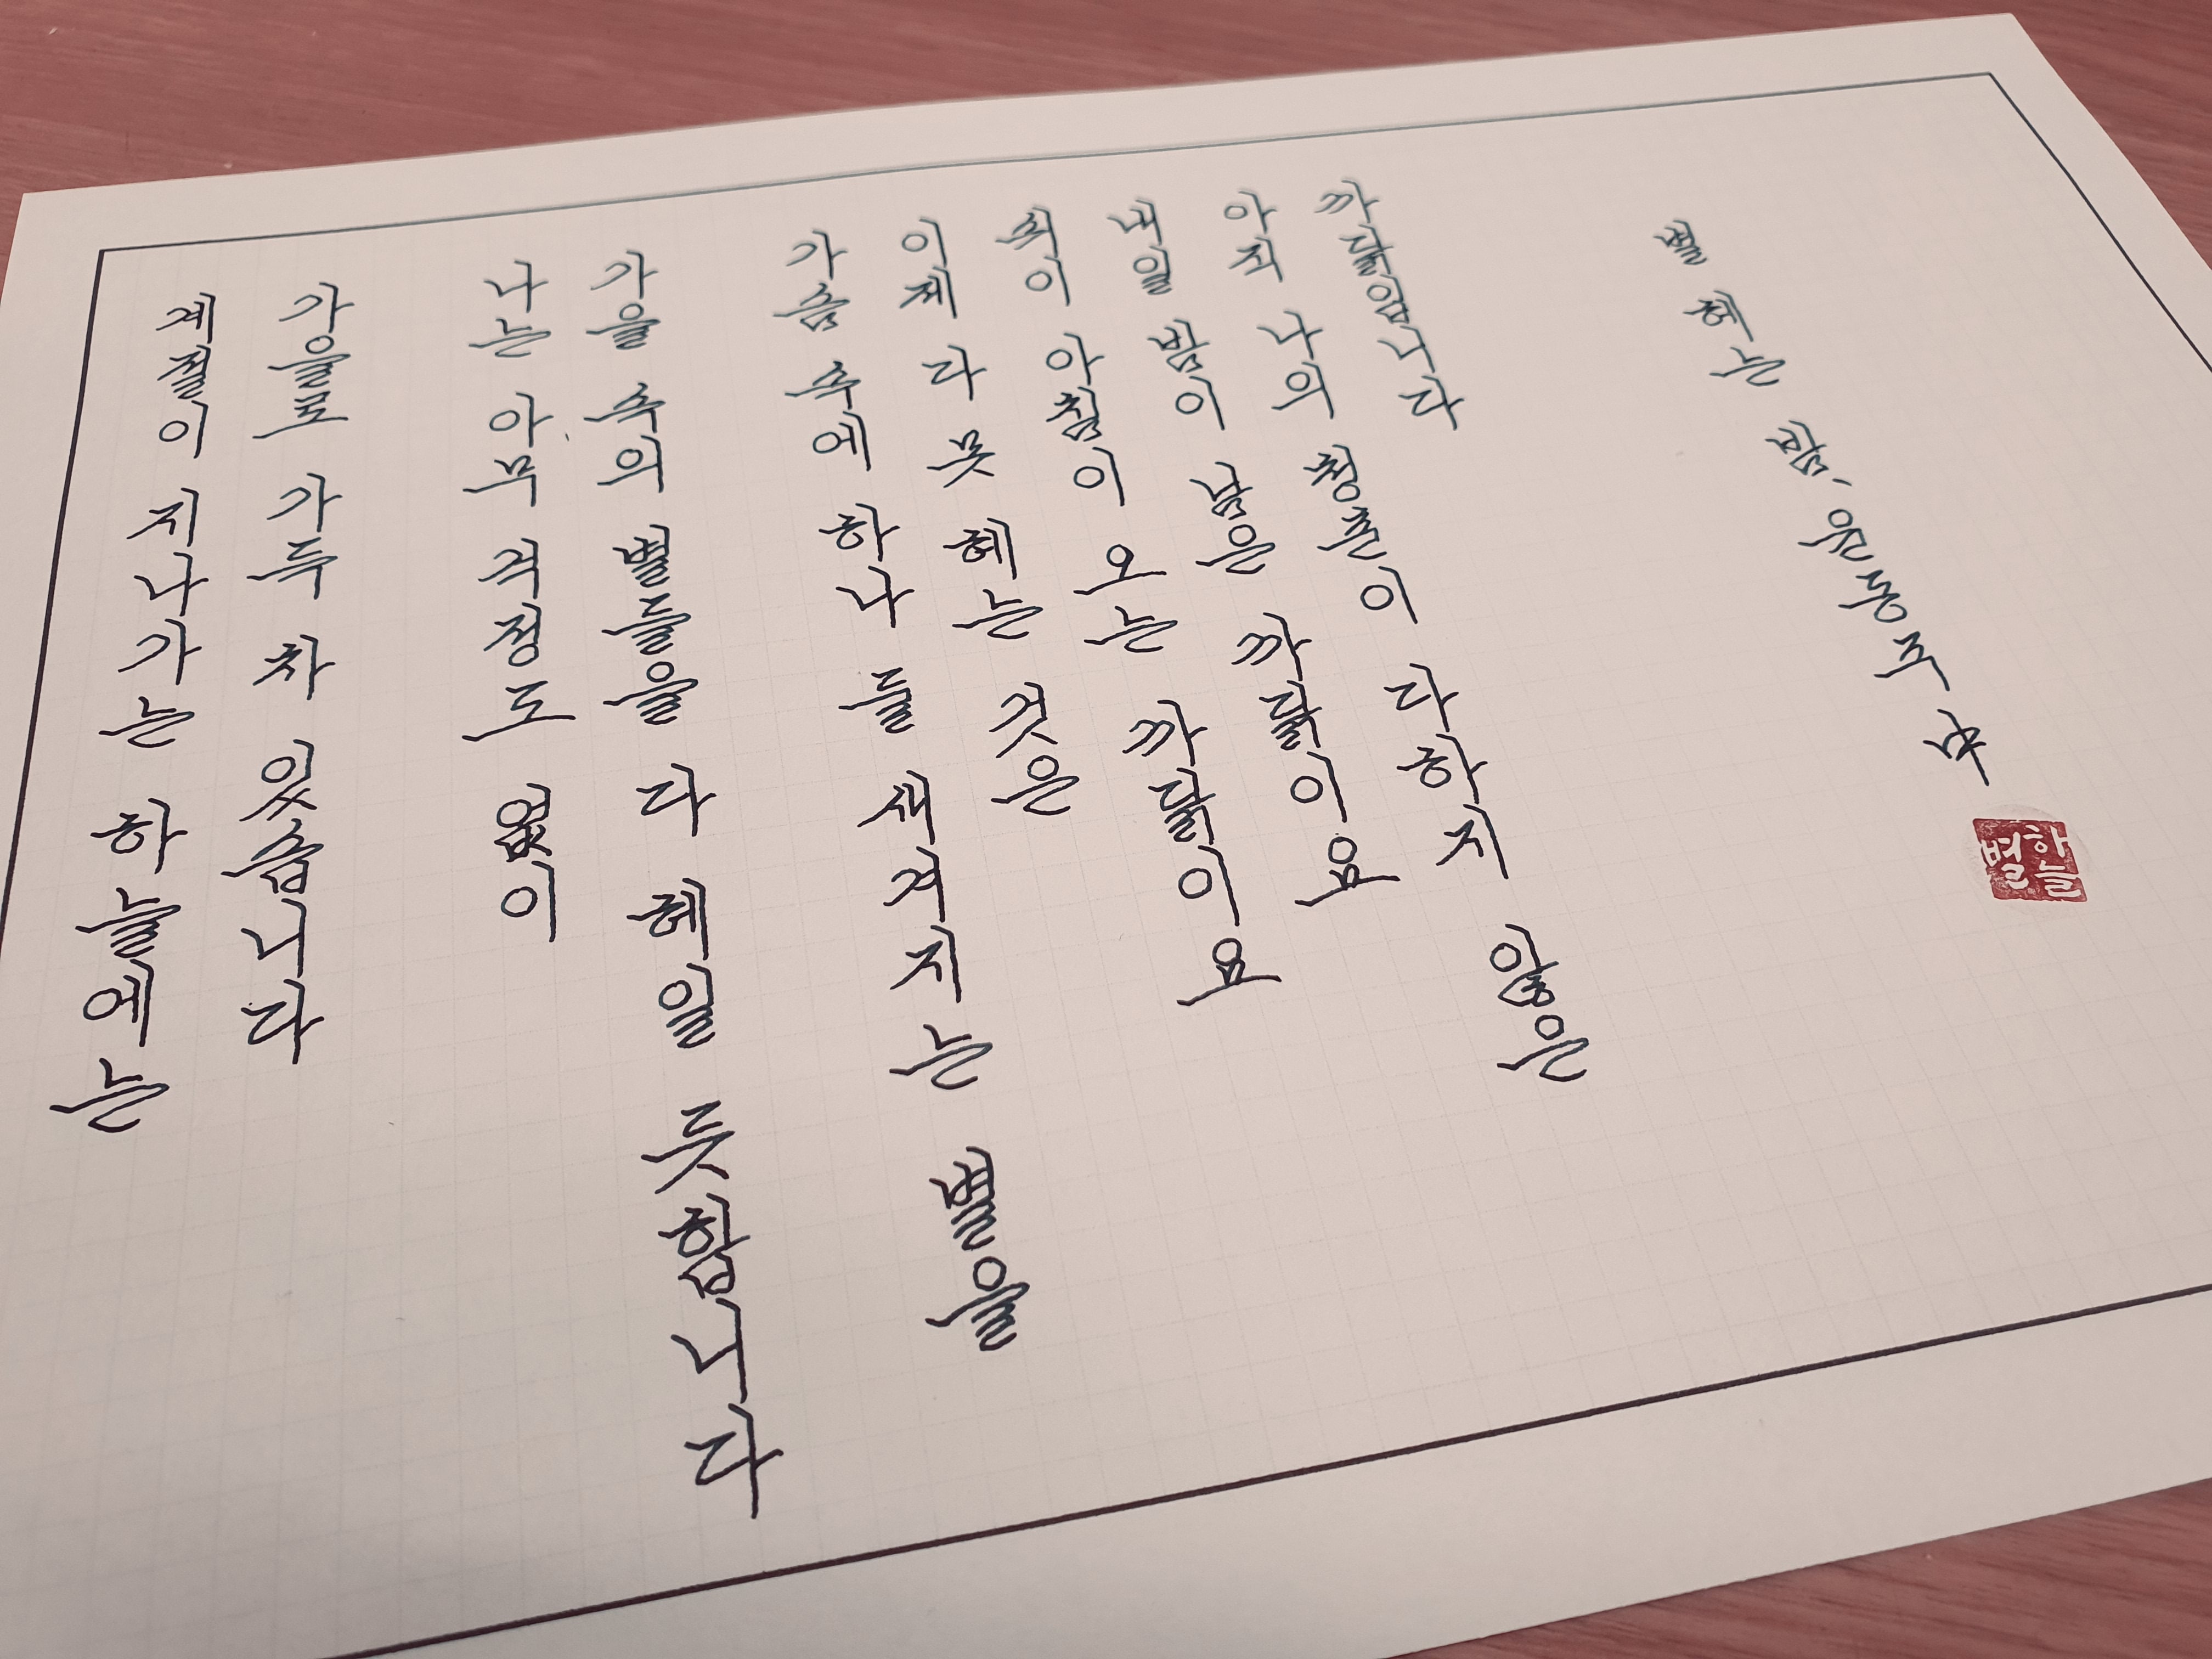 계절이 지나가는 하늘에는
가을로 가득 차 있습니다
나는 아무 걱정도 없이
가을 속의 별들을 다 헤일 듯합니다
가슴 속에 하나 둘 새겨지는 별을
이제 다 못 헤는 것은
쉬이 아침이 오는 까닭이요
내일 밤이 남은 까닭이요
아직 나의 청춘이 다하지 않은
까닭입니다
별 헤는 밤, 윤동주 中
하늘
별